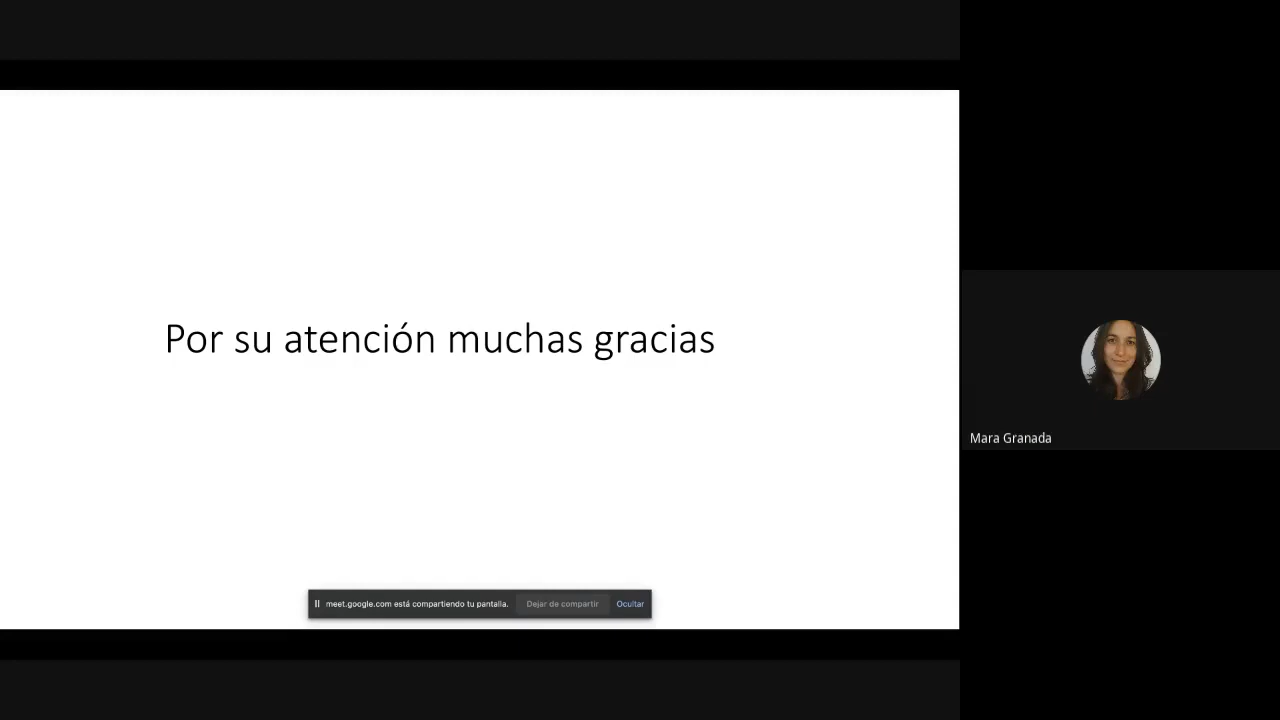 Por su atención muchas gracias
Mara Granada
meet.google.com está compartiendo tu pantalla. Dejar de compartir Ocultar